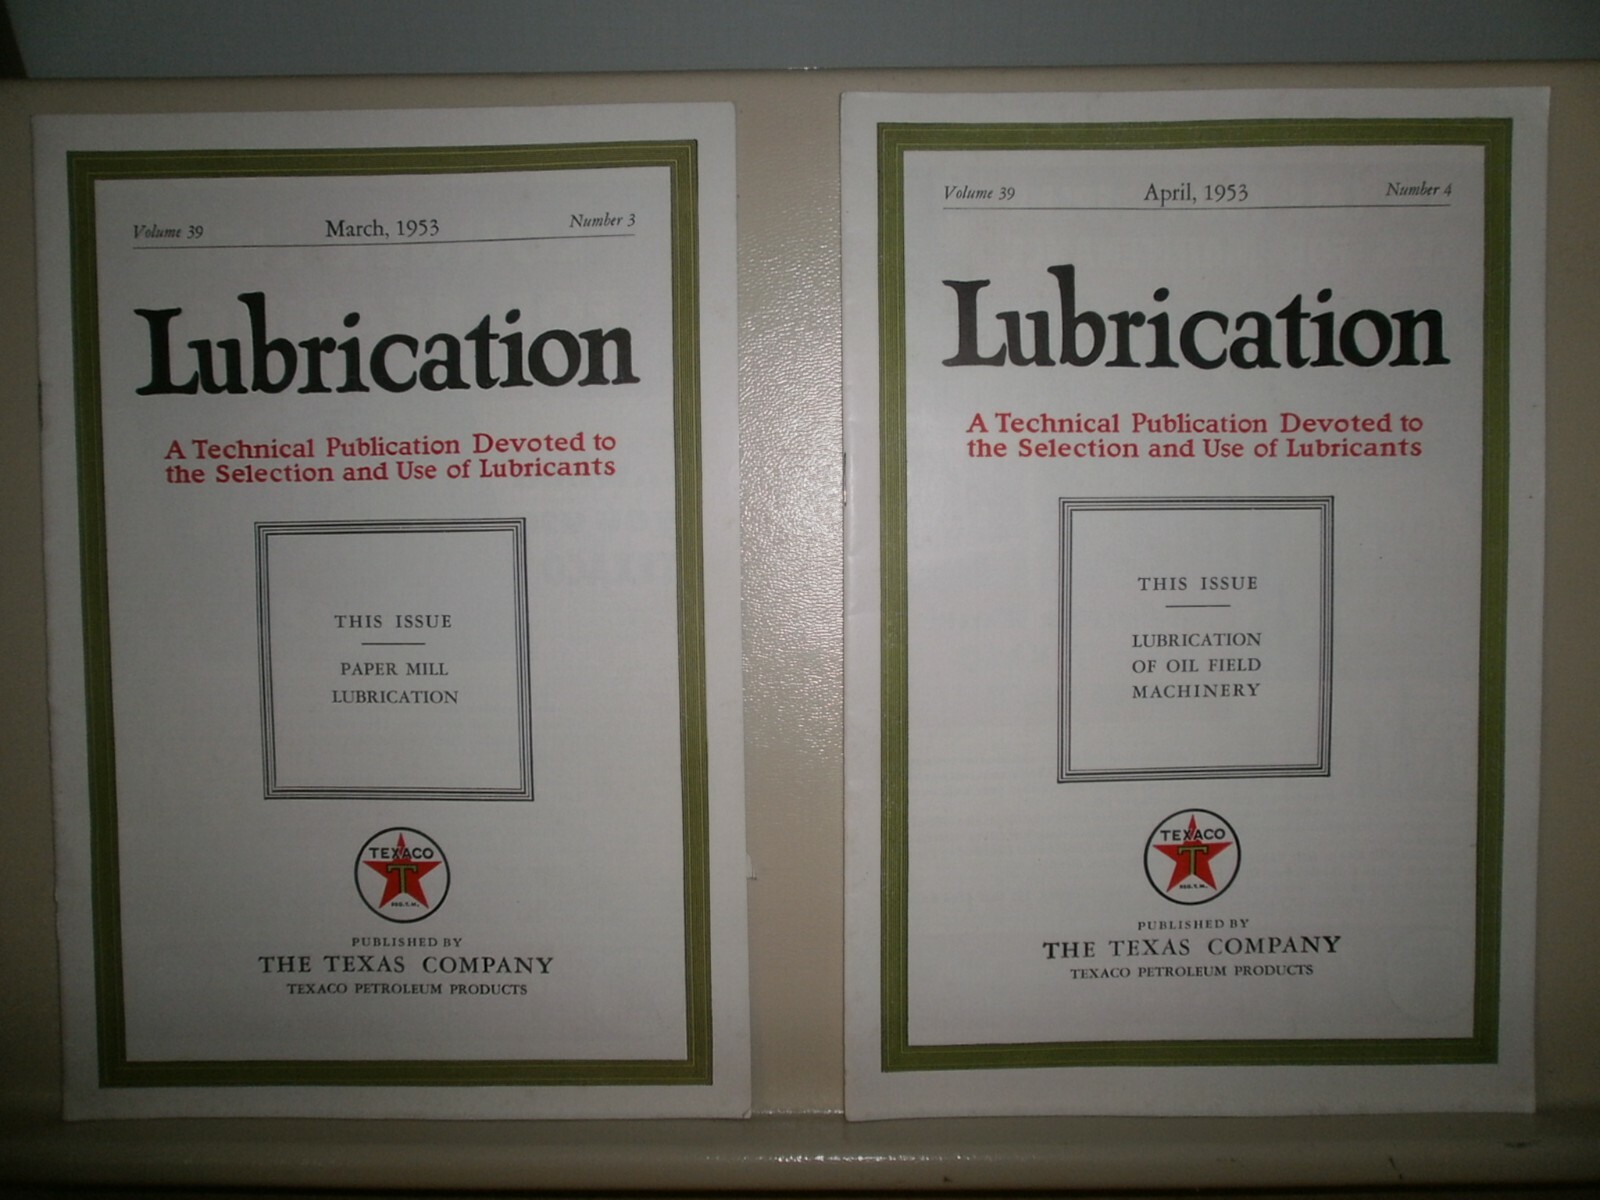 Volume 39 March, 1953 Number 3
Lubrication
A Technical Publication Devoted to
the Selection and Use of Lubricants
THIS ISSUE
PAPER MILL
LUBRICATION
TEXACO
T
REG. T. M.
PUBLISHED BY
THE TEXAS COMPANY
TEXACO PETROLEUM PRODUCTS
Volume 39 April, 1953 Number 4
Lubrication
A Technical Publication Devoted to
the Selection and Use of Lubricants
THIS ISSUE
LUBRICATION
OF OIL FIELD
MACHINERY
TEXACO
T
REG. T. M.
PUBLISHED BY
THE TEXAS COMPANY
TEXACO PETROLEUM PRODUCTS